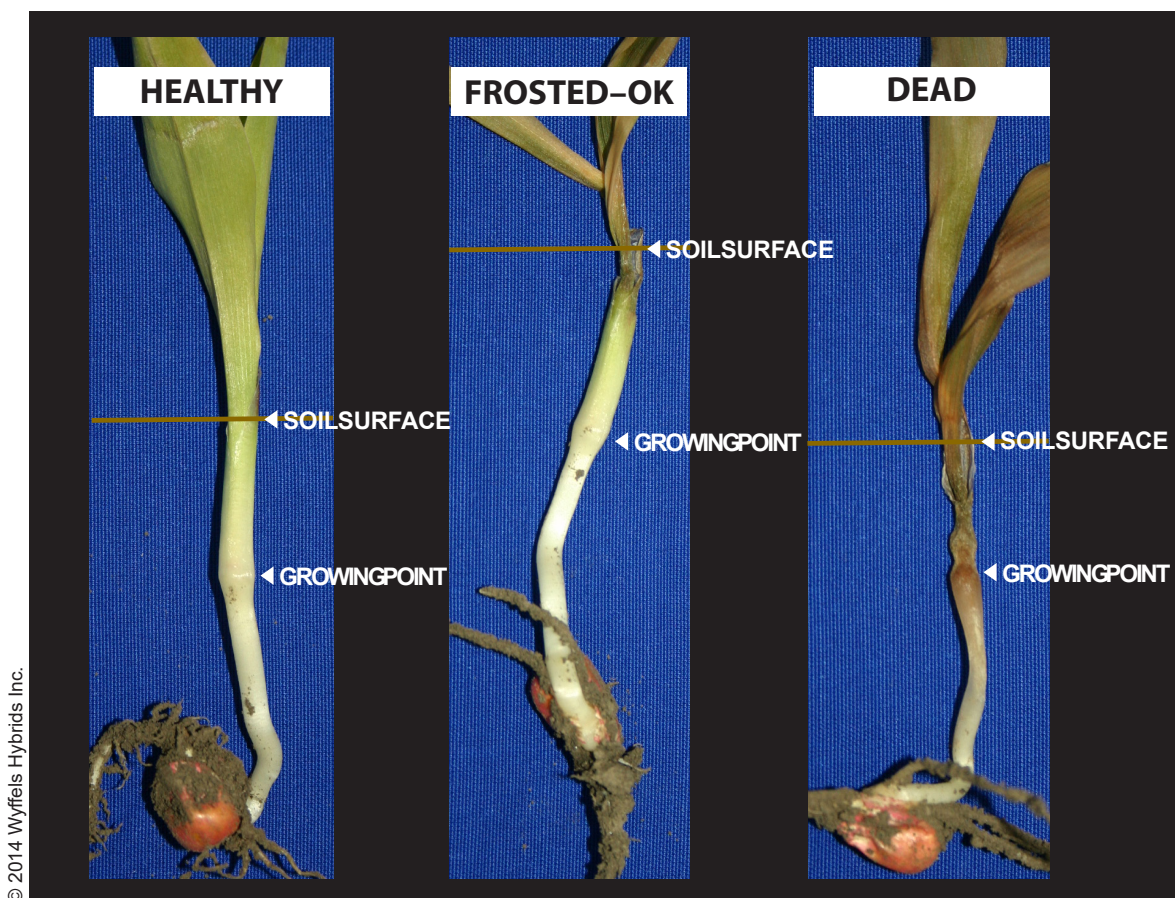 HEALTHY
FROSTED–OK
DEAD
SOILSURFACE
GROWINGPOINT
SOILSURFACE
GROWINGPOINT
SOILSURFACE
GROWINGPOINT
© 2014 Wyffels Hybrids Inc.